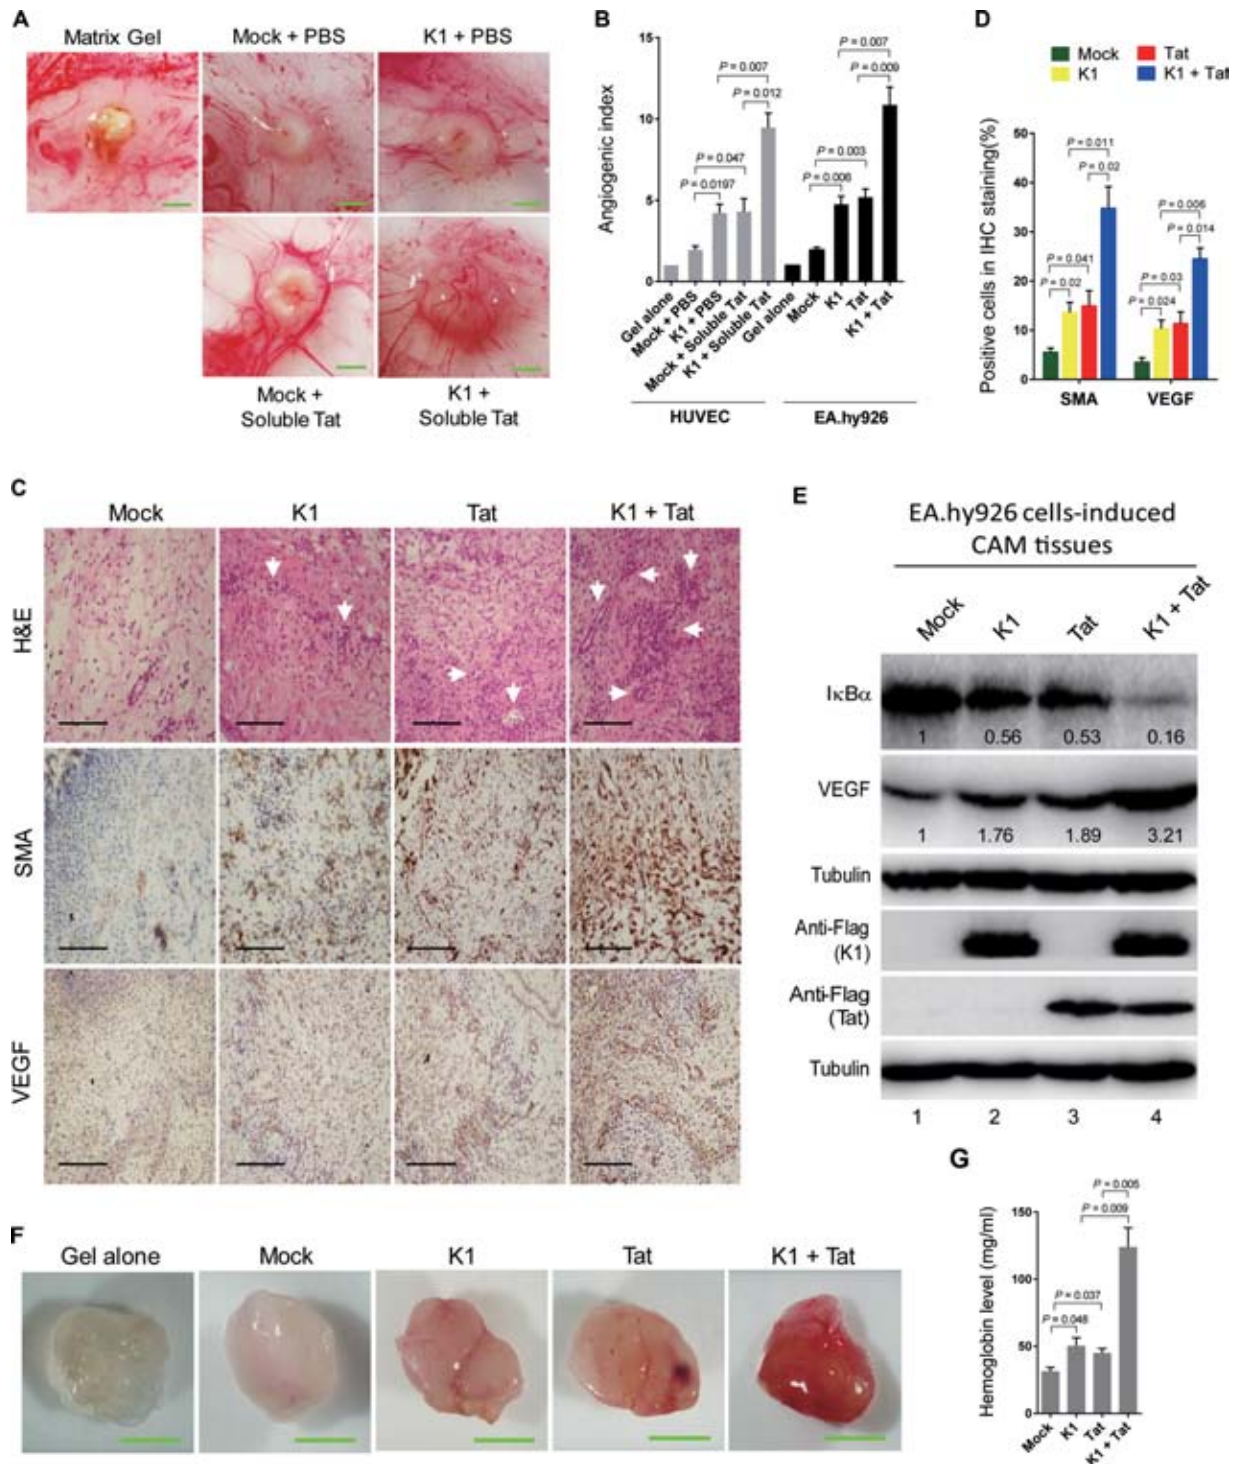 A
Matrix Gel
Mock + PBS
K1 + PBS
Mock +
Soluble Tat
K1 +
Soluble Tat
B
Angiogenic index
15
10
5
0
P = 0.007
P = 0.012
P = 0.047
P = 0.0197
P = 0.007
P = 0.009
P = 0.003
P = 0.006
Gel alone
Mock + PBS
K1 + PBS
Mock + Soluble Tat
K1 + Soluble Tat
Gel alone
Mock
K1
Tat
K1 + Tat
HUVEC
EA.hy926
D
Mock
Tat
K1
K1 + Tat
Positive cells in IHC staining(%)
50
40
30
20
10
0
P = 0.011
P = 0.02
P = 0.041
P = 0.02
P = 0.006
P = 0.014
P = 0.03
P = 0.024
SMA
VEGF
C
Mock
K1
Tat
K1 + Tat
H&E
SMA
VEGF
E
EA.hy926 cells-induced
CAM tissues
Mock
K1
Tat
K1 + Tat
IκBα
1 0.56 0.53 0.16
VEGF
1 1.76 1.89 3.21
Tubulin
Anti-Flag
(K1)
Anti-Flag
(Tat)
Tubulin
1 2 3 4
F
Gel alone
Mock
K1
Tat
K1 + Tat
G
Hemoglobin level (mg/ml)
150
100
50
0
P = 0.005
P = 0.009
P = 0.037
P = 0.048
Mock
K1
Tat
K1 + Tat